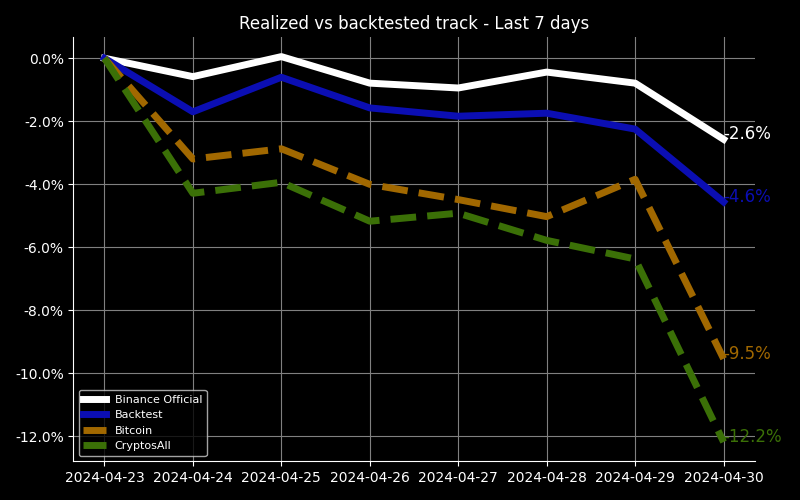 Realized vs backtested track - Last 7 days
0.0%
-2.0%
-4.0%
-6.0%
-8.0%
-10.0%
-12.0%
-2.6%
-4.6%
-9.5%
-12.2%
Binance Official
Backtest
Bitcoin
CryptosAll
2024-04-23 2024-04-24 2024-04-25 2024-04-26 2024-04-27 2024-04-28 2024-04-29 2024-04-30